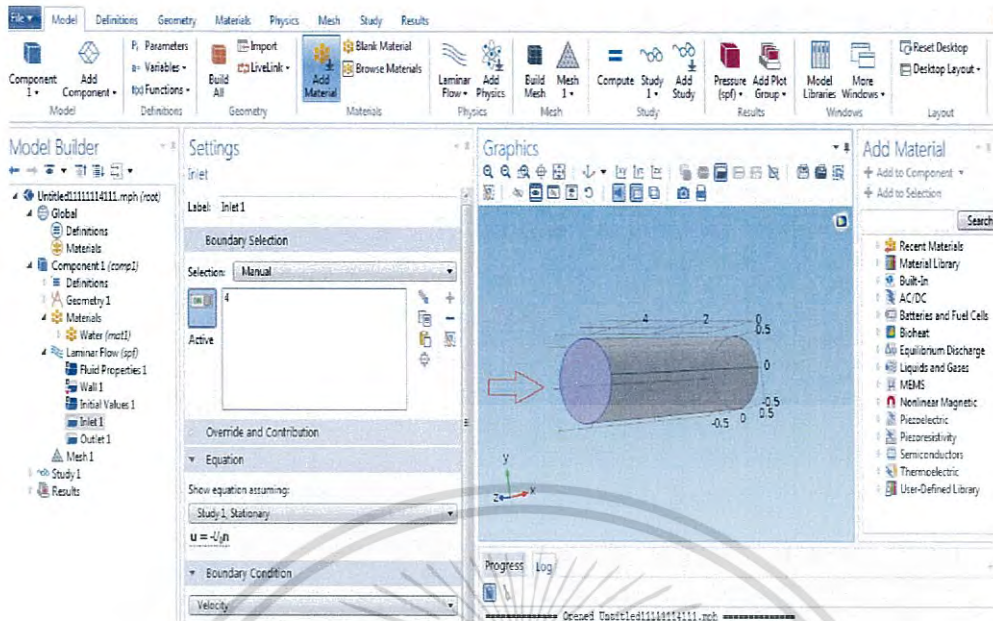 File Model Definitions Geometry Materials Physics Mesh Study Results
Component 1
Add Component
Model
Pi Parameters
a= Variables
f(x) Functions
Definitions
Build All
Import
LiveLink
Geometry
Add Material
Blank Material
Browse Materials
Materials
Laminar Flow
Add Physics
Physics
Build Mesh
Mesh 1
Mesh
Compute
Study 1
Add Study
Study
Pressure (spf)
Add Plot Group
Results
Model Libraries
More Windows
Windows
Reset Desktop
Desktop Layout
Layout
Model Builder
(root)
Global
Definitions
Materials
Component 1 (comp1)
Definitions
Geometry 1
Materials
Water (mat1)
Laminar Flow (spf)
Fluid Properties 1
Wall 1
Initial Values 1
Inlet 1
Outlet 1
Mesh 1
Study 1
Results
Settings
Inlet
Label: Inlet 1
Boundary Selection
Selection: Manual
4
Active
Override and Contribution
Equation
Show equation assuming:
Study 1, Stationary
u = -U₀n
Boundary Condition
Velocity
Graphics
4 2 0
0.5
0
-0.5
0.5
0
-0.5
y
z x
Progress Log
Add Material
+ Add to Component
+ Add to Selection
Search
Recent Materials
Material Library
Built-In
AC/DC
Batteries and Fuel Cells
Bioheat
Equilibrium Discharge
Liquids and Gases
MEMS
Nonlinear Magnetic
Piezoelectric
Piezoresistivity
Semiconductors
Thermoelectric
User-Defined Library